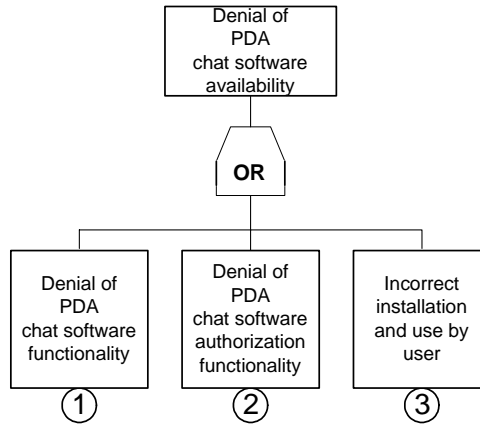 Denial of
PDA
chat software
availability
OR
Denial of
PDA
chat software
functionality
Denial of
PDA
chat software
authorization
functionality
Incorrect
installation
and use by
user
1
2
3